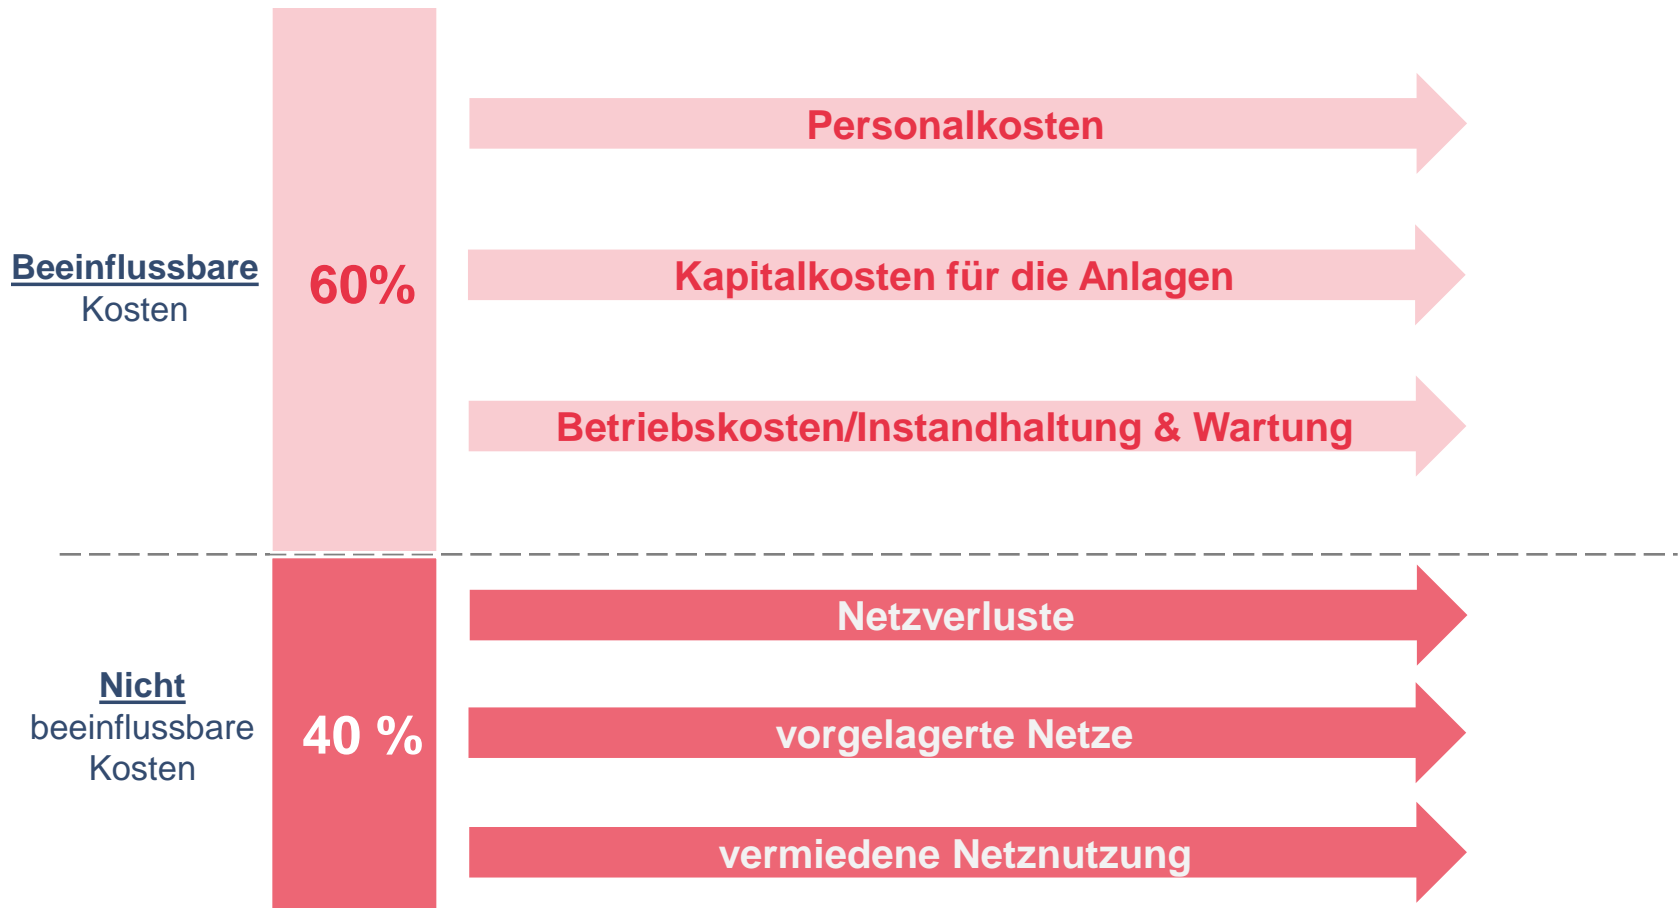 Beeinflussbare
Kosten
60%
Personalkosten
Kapitalkosten für die Anlagen
Betriebskosten/Instandhaltung & Wartung
Nicht
beeinflussbare
Kosten
40 %
Netzverluste
vorgelagerte Netze
vermiedene Netznutzung